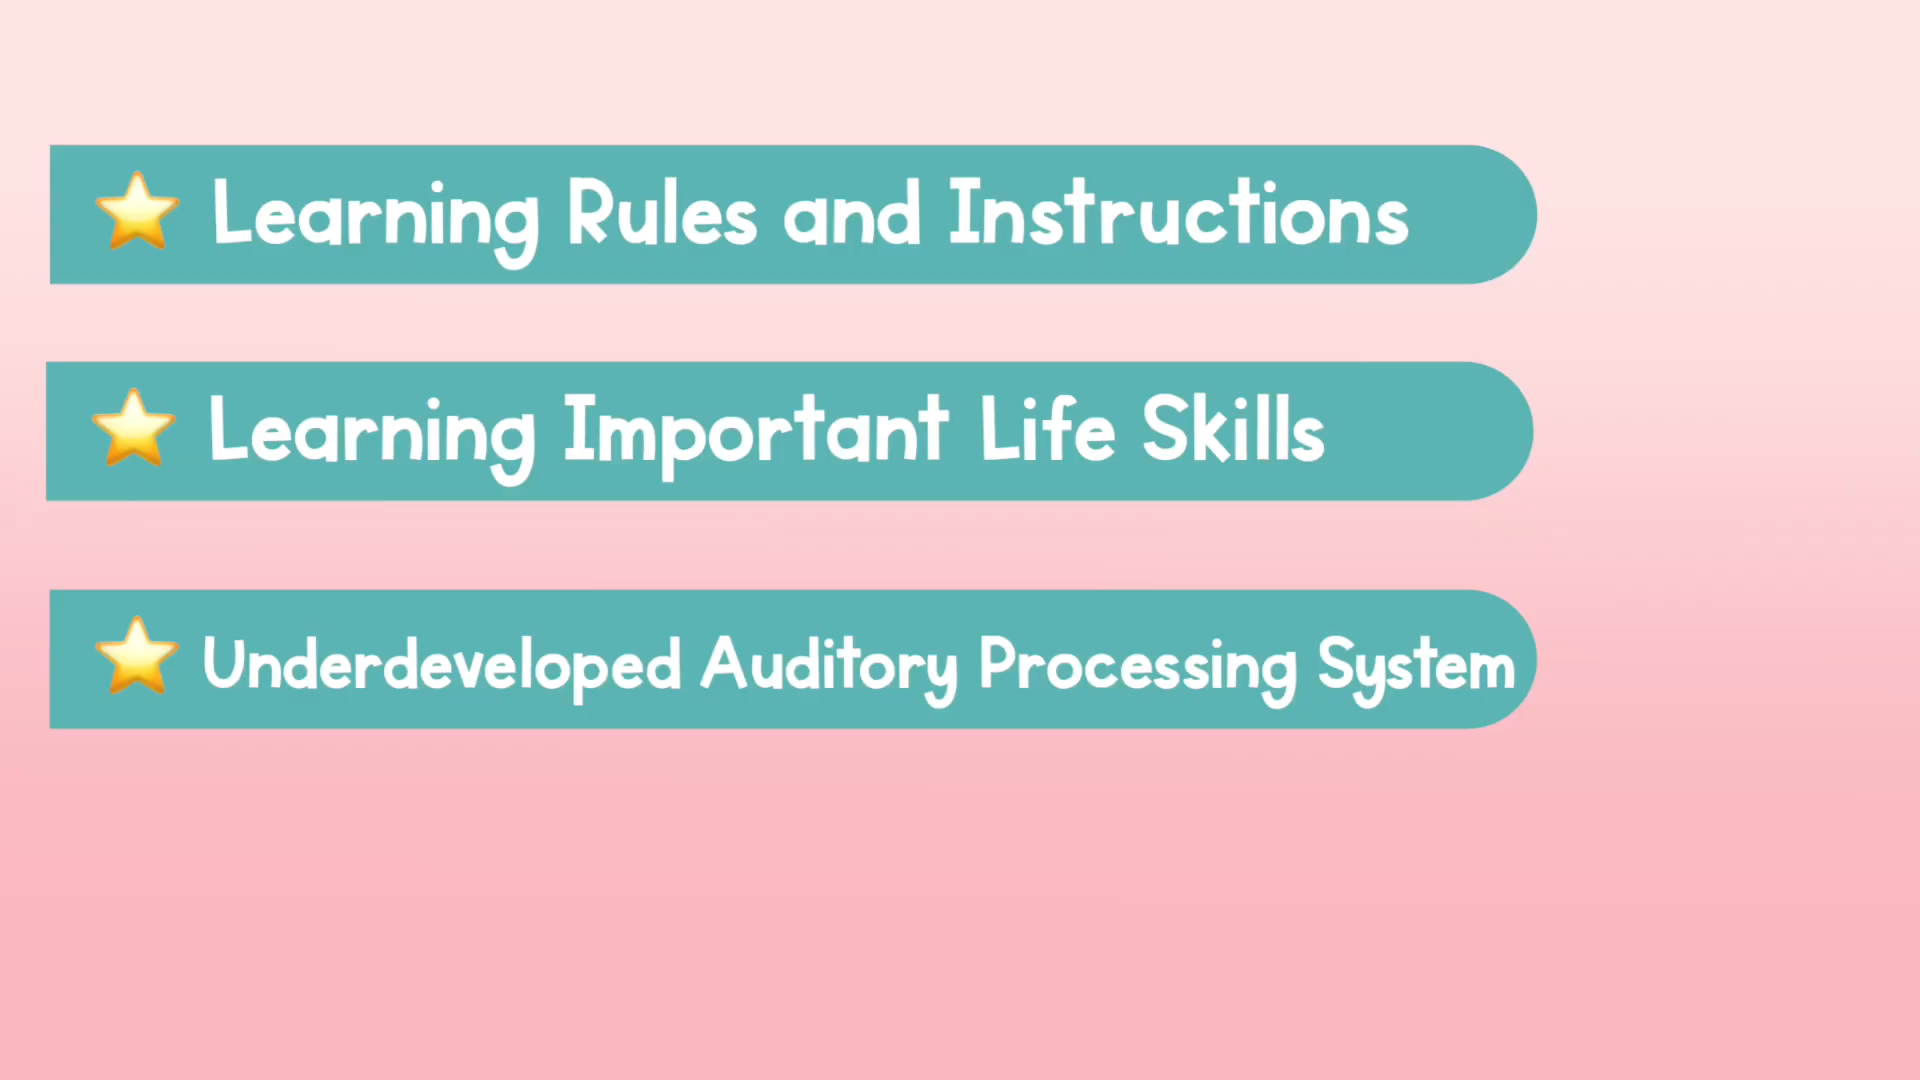 Learning Rules and Instructions
Learning Important Life Skills
Underdeveloped Auditory Processing System